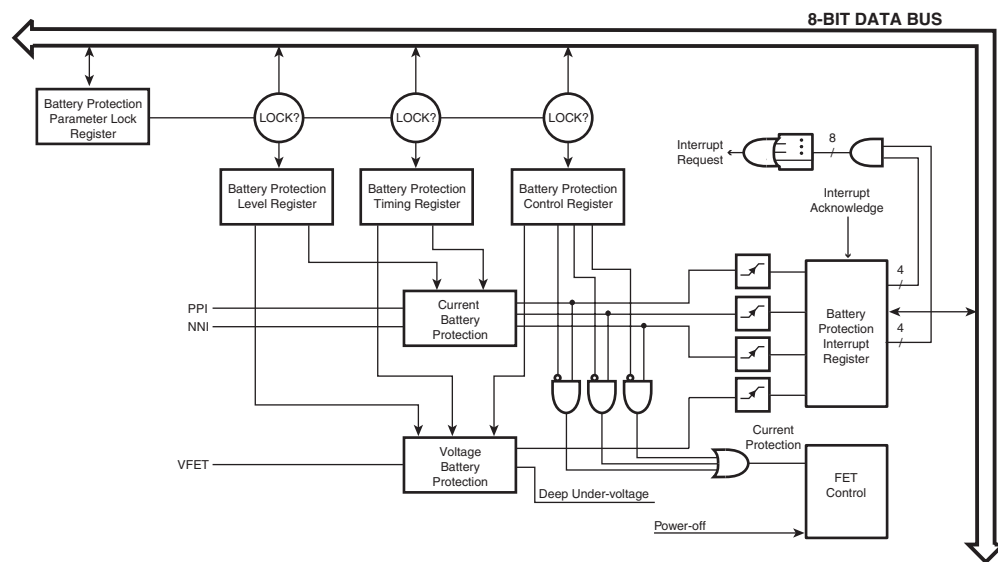 8-BIT DATA BUS
Battery Protection
Parameter Lock
Register
LOCK?
LOCK?
LOCK?
Interrupt
Request
8
Battery Protection
Level Register
Battery Protection
Timing Register
Battery Protection
Control Register
Interrupt
Acknowledge
PPI
NNI
Current
Battery
Protection
Battery
Protection
Interrupt
Register
4
4
VFET
Voltage
Battery
Protection
Current
Protection
Deep Under-voltage
FET
Control
Power-off